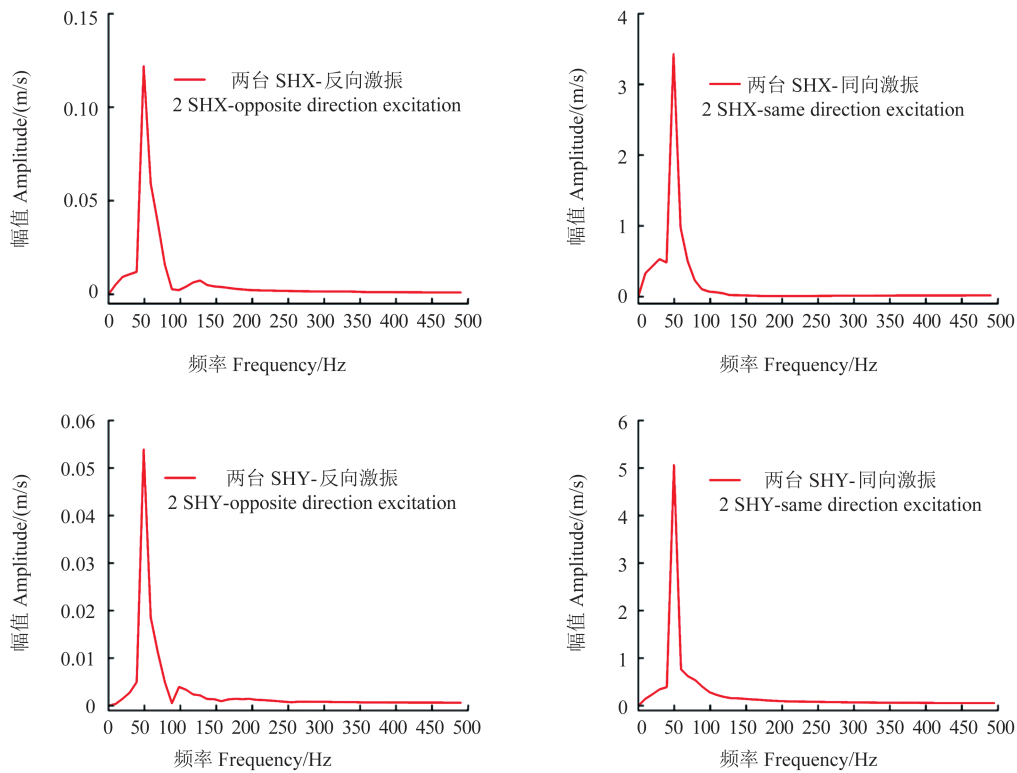 0.15
0.10
0.05
0
幅值 Amplitude/(m/s)
两台 SHX-反向激振
2 SHX-opposite direction excitation
0 50 100 150 200 250 300 350 400 450 500
频率 Frequency/Hz
4
3
2
1
0
幅值 Amplitude/(m/s)
两台 SHX-同向激振
2 SHX-same direction excitation
0 50 100 150 200 250 300 350 400 450 500
频率 Frequency/Hz
0.06
0.05
0.04
0.03
0.02
0.01
0
幅值 Amplitude/(m/s)
两台 SHY-反向激振
2 SHY-opposite direction excitation
0 50 100 150 200 250 300 350 400 450 500
频率 Frequency/Hz
6
5
4
3
2
1
0
幅值 Amplitude/(m/s)
两台 SHY-同向激振
2 SHY-same direction excitation
0 50 100 150 200 250 300 350 400 450 500
频率 Frequency/Hz